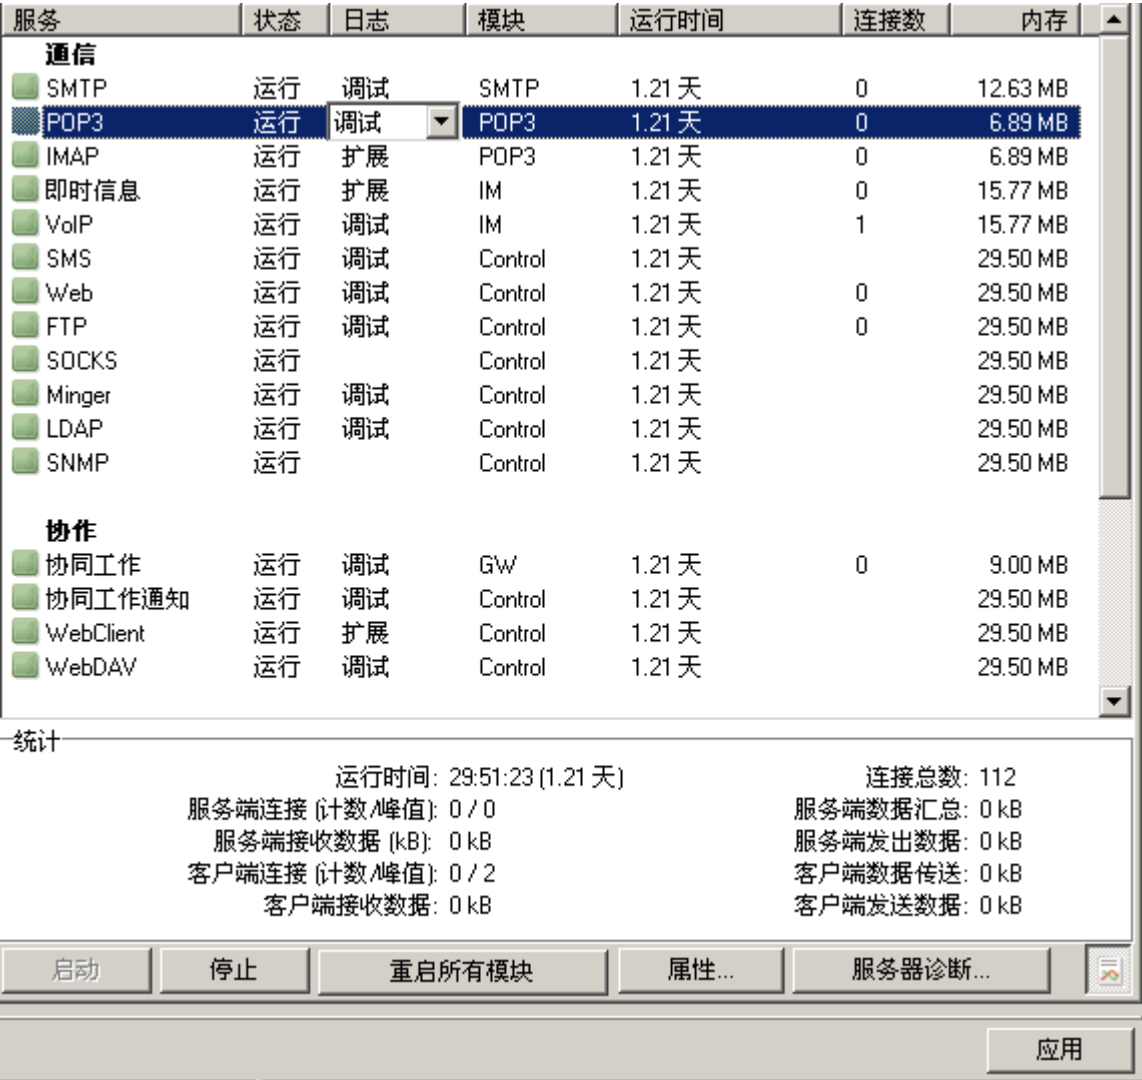 服务 状态 日志 模块 运行时间 连接数 内存
通信
SMTP 运行 调试 SMTP 1.21 天 0 12.63 MB
POP3 运行 调试 POP3 1.21 天 0 6.89 MB
IMAP 运行 扩展 POP3 1.21 天 0 6.89 MB
即时信息 运行 扩展 IM 1.21 天 0 15.77 MB
VoIP 运行 调试 IM 1.21 天 1 15.77 MB
SMS 运行 调试 Control 1.21 天 29.50 MB
Web 运行 调试 Control 1.21 天 0 29.50 MB
FTP 运行 调试 Control 1.21 天 0 29.50 MB
SOCKS 运行 Control 1.21 天 29.50 MB
Minger 运行 调试 Control 1.21 天 29.50 MB
LDAP 运行 调试 Control 1.21 天 29.50 MB
SNMP 运行 Control 1.21 天 29.50 MB
协作
协同工作 运行 调试 GW 1.21 天 0 9.00 MB
协同工作通知 运行 调试 Control 1.21 天 29.50 MB
WebClient 运行 扩展 Control 1.21 天 29.50 MB
WebDAV 运行 调试 Control 1.21 天 29.50 MB
统计
运行时间: 29:51:23 (1.21 天) 连接总数: 112
服务端连接 (计数/峰值): 0 / 0 服务端数据汇总: 0 kB
服务端接收数据 (kB): 0 kB 服务端发出数据: 0 kB
客户端连接 (计数/峰值): 0 / 2 客户端数据传送: 0 kB
客户端接收数据: 0 kB 客户端发送数据: 0 kB
启动 停止 重启所有模块 属性... 服务器诊断...
应用